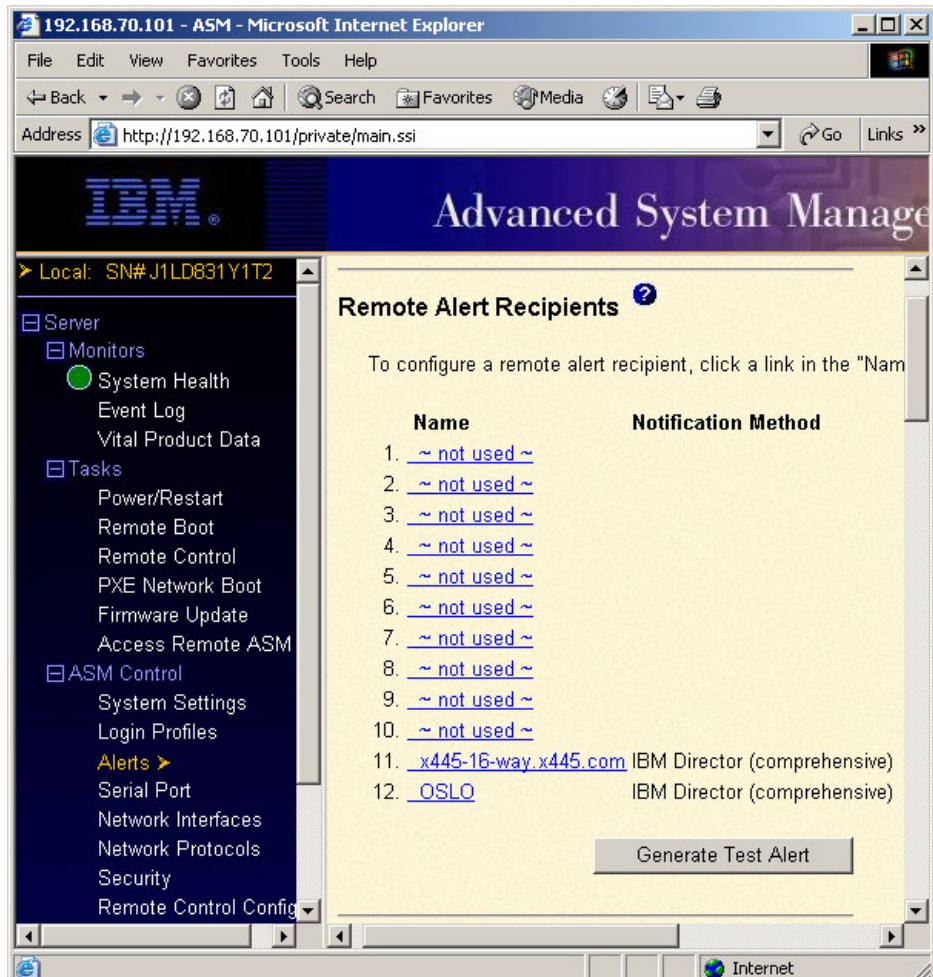 192.168.70.101 - ASM - Microsoft Internet Explorer
File Edit View Favorites Tools Help
Back Search Favorites Media
Address http://192.168.70.101/private/main.ssi Go Links »
IBM®
Advanced System Manage
Local: SN# J1LD831Y1T2
Server
Monitors
System Health
Event Log
Vital Product Data
Tasks
Power/Restart
Remote Boot
Remote Control
PXE Network Boot
Firmware Update
Access Remote ASM
ASM Control
System Settings
Login Profiles
Alerts
Serial Port
Network Interfaces
Network Protocols
Security
Remote Control Config
Remote Alert Recipients ?
To configure a remote alert recipient, click a link in the "Nam
Name Notification Method
1. ~ not used ~
2. ~ not used ~
3. ~ not used ~
4. ~ not used ~
5. ~ not used ~
6. ~ not used ~
7. ~ not used ~
8. ~ not used ~
9. ~ not used ~
10. ~ not used ~
11. x445-16-way.x445.com IBM Director (comprehensive)
12. OSLO IBM Director (comprehensive)
Generate Test Alert
Internet